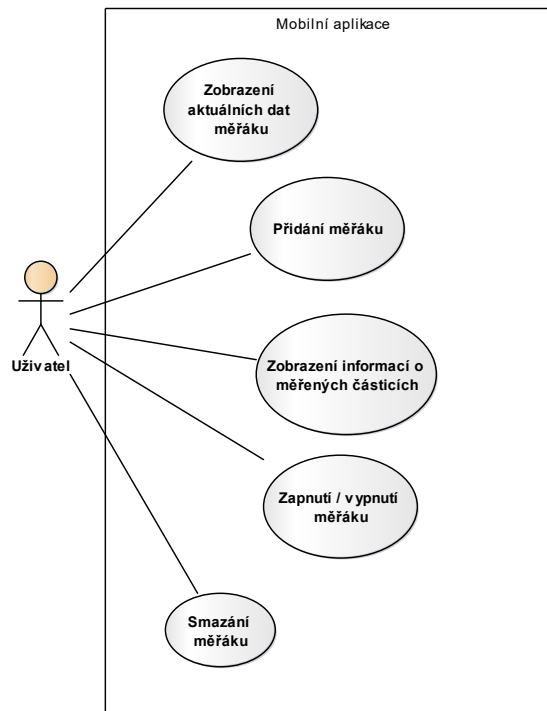 Mobilní aplikace
Zobrazení
aktuálních dat
měřáku
Přidání měřáku
Uživatel
Zobrazení informací o
měřených částicích
Zapnutí / vypnutí
měřáku
Smazání
měřáku